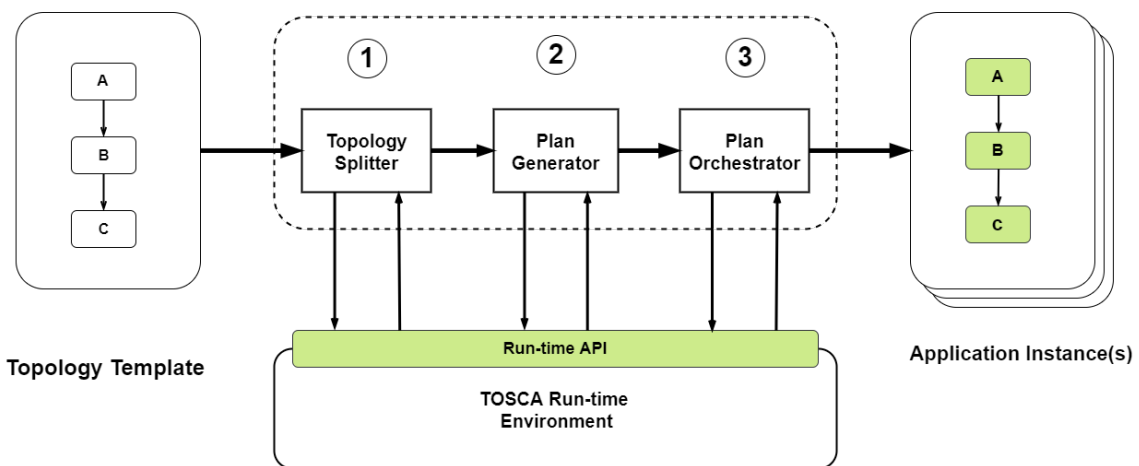 A
B
C
Topology Template
1
2
3
Topology
Splitter
Plan
Generator
Plan
Orchestrator
Run-time API
TOSCA Run-time
Environment
A
B
C
Application Instance(s)